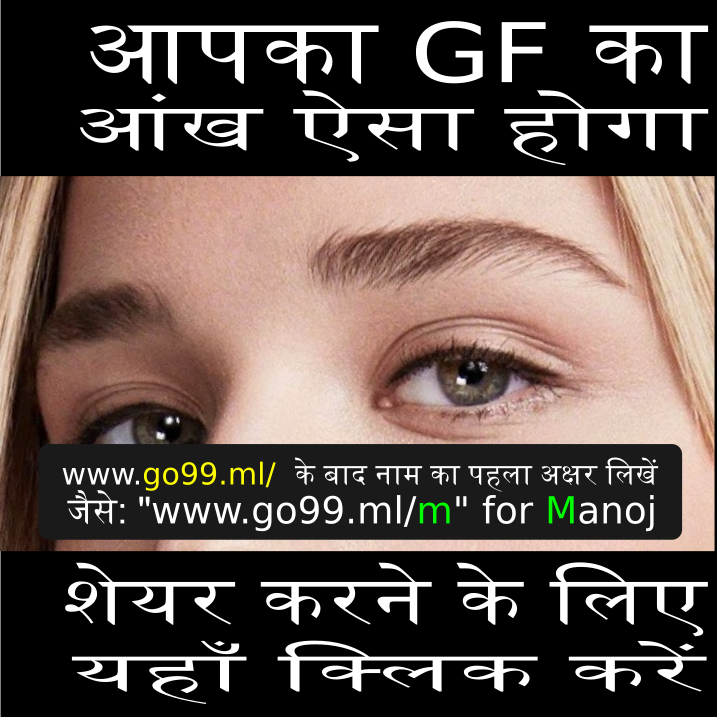 आपका GF का
आंख ऐसा होगा
www.go99.ml/ के बाद नाम का पहला अक्षर लिखें
जैसे: "www.go99.ml/m" for Manoj
शेयर करने के लिए
यहाँ क्लिक करें